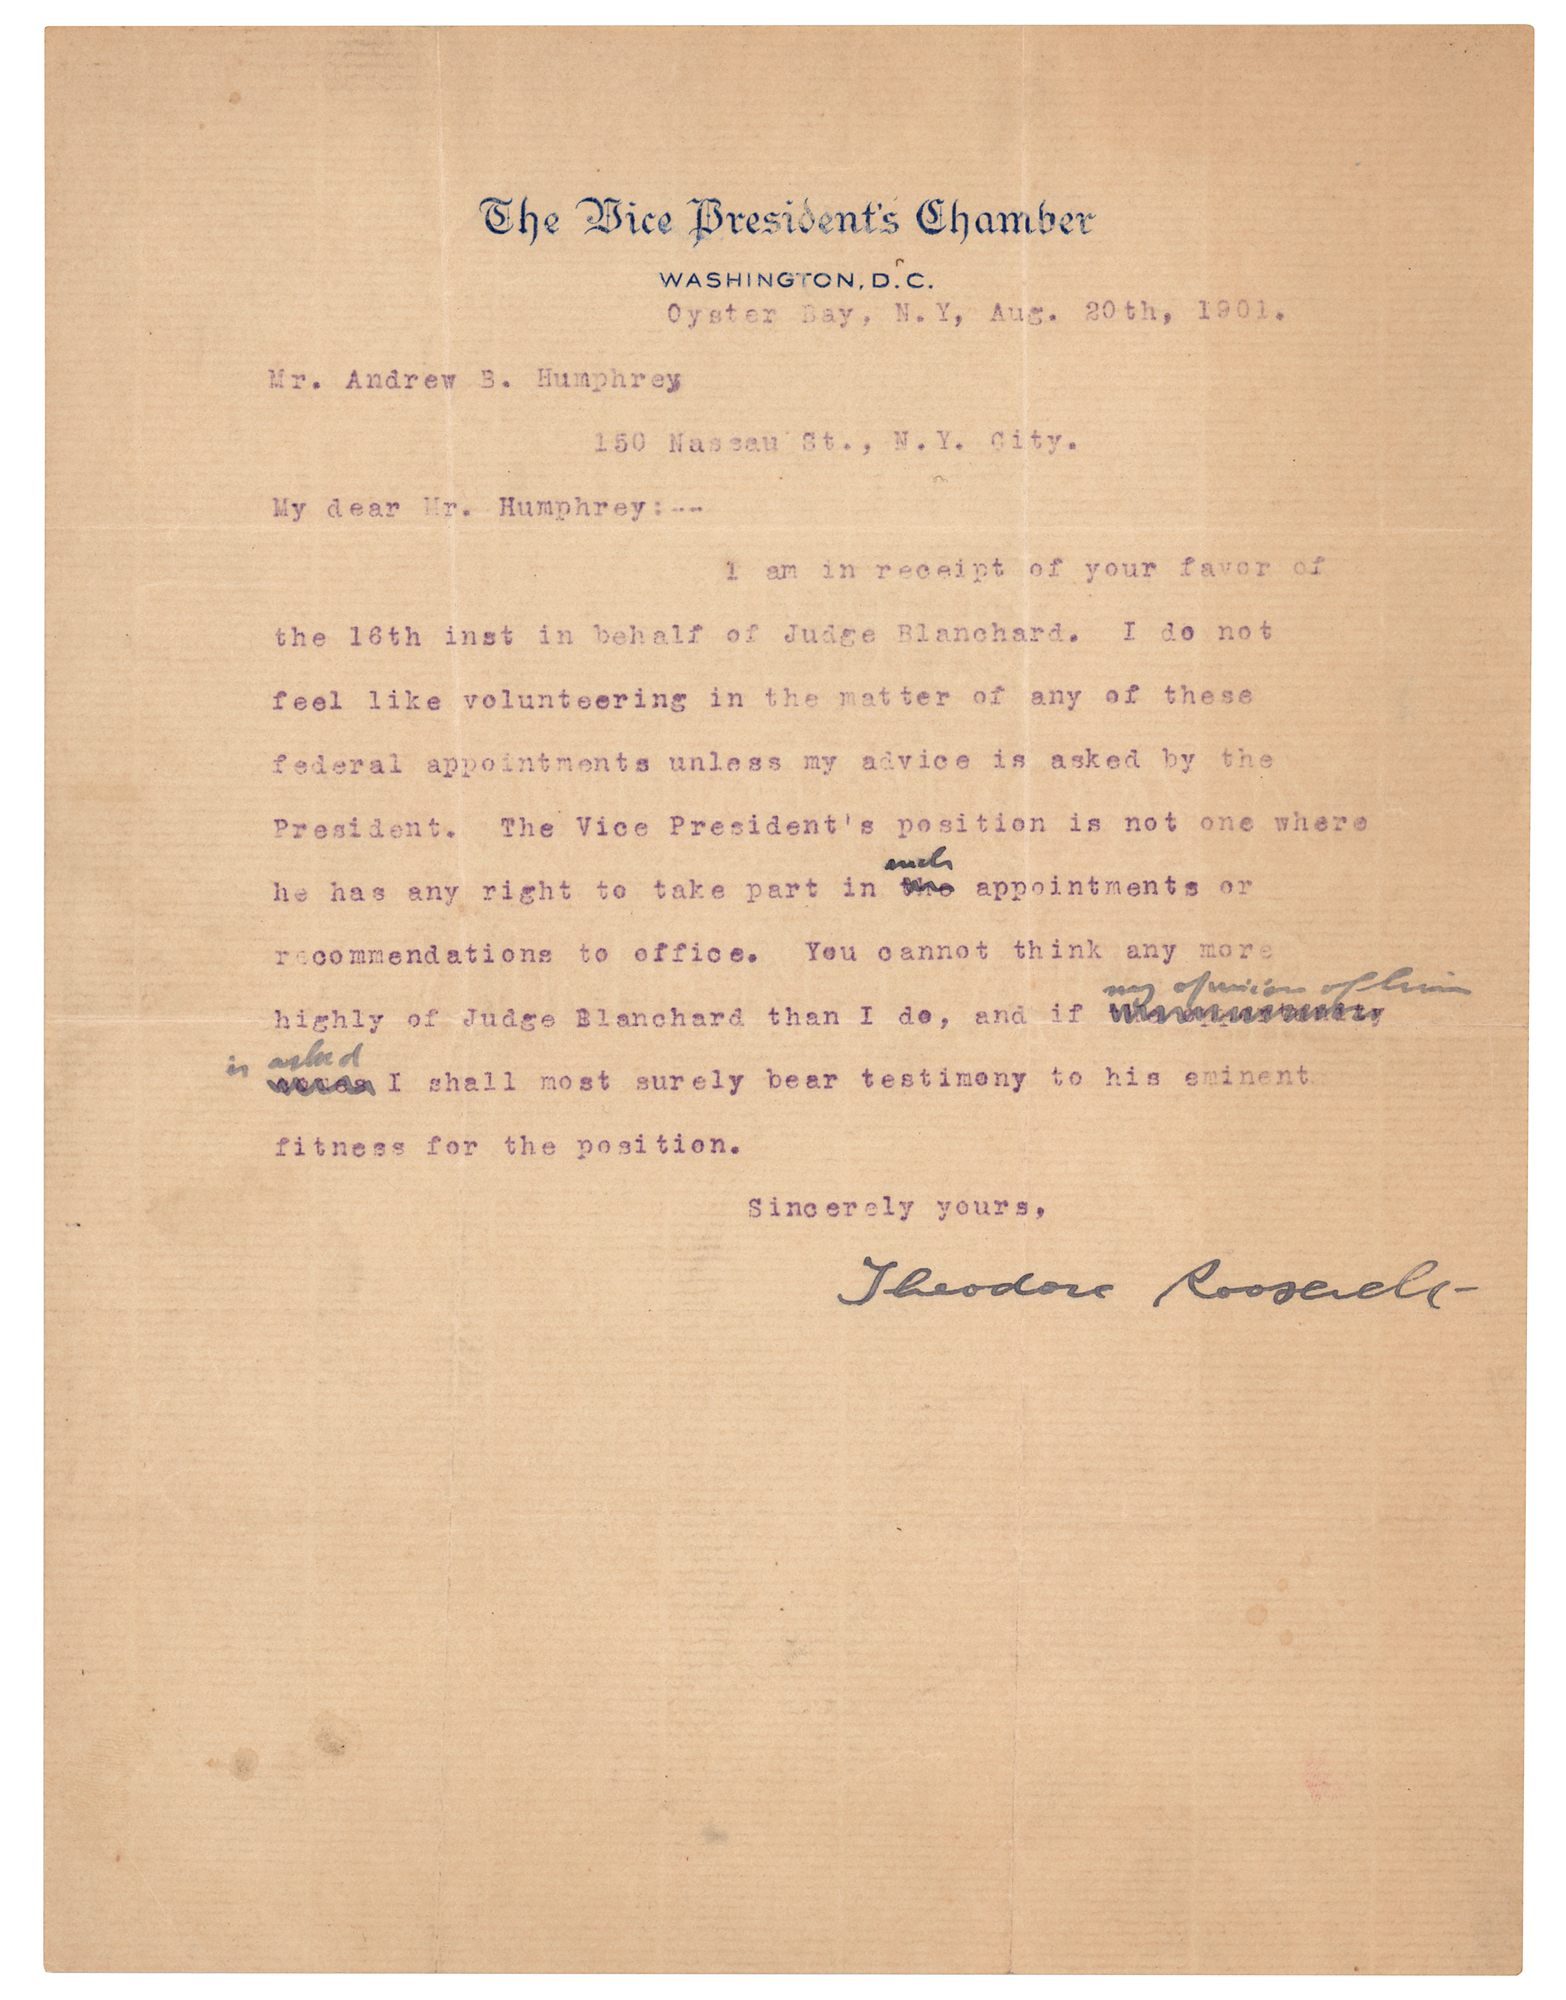 The Vice President's Chamber
WASHINGTON, D.C.
Oyster Bay, N.Y, Aug. 20th, 1901.
Mr. Andrew B. Humphrey
150 Nassau St., N.Y. City.
My dear Mr. Humphrey:--
I am in receipt of your favor of
the 16th inst in behalf of Judge Blanchard. I do not
feel like volunteering in the matter of any of these
federal appointments unless my advice is asked by the
President. The Vice President's position is not one where
such
he has any right to take part in the appointments or
recommendations to office. You cannot think any more
my opinion of him
highly of Judge Blanchard than I do, and if
is asked
I shall most surely bear testimony to his eminent
fitness for the position.
Sincerely yours,
Theodore Roosevelt